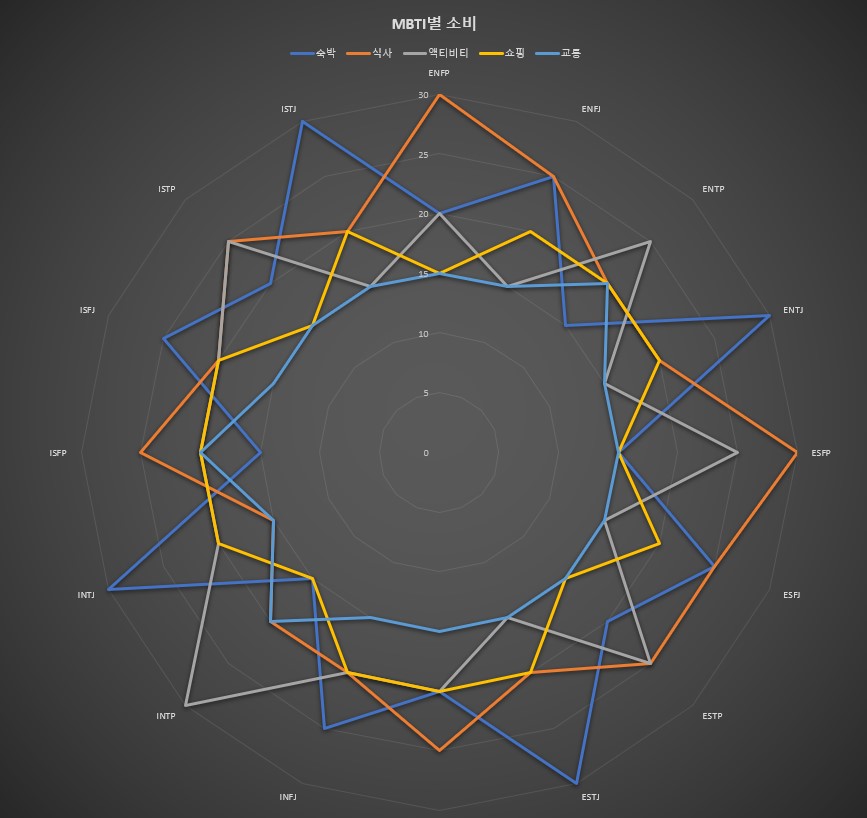 MBTI별 소비
숙박 식사 액티비티 쇼핑 교통
ENFP
ENFJ
ENTP
ENTJ
ESFP
ESFJ
ESTP
ESTJ
INFJ
INTP
INTJ
ISFP
ISFJ
ISTP
ISTJ
30
25
20
15
10
5
0